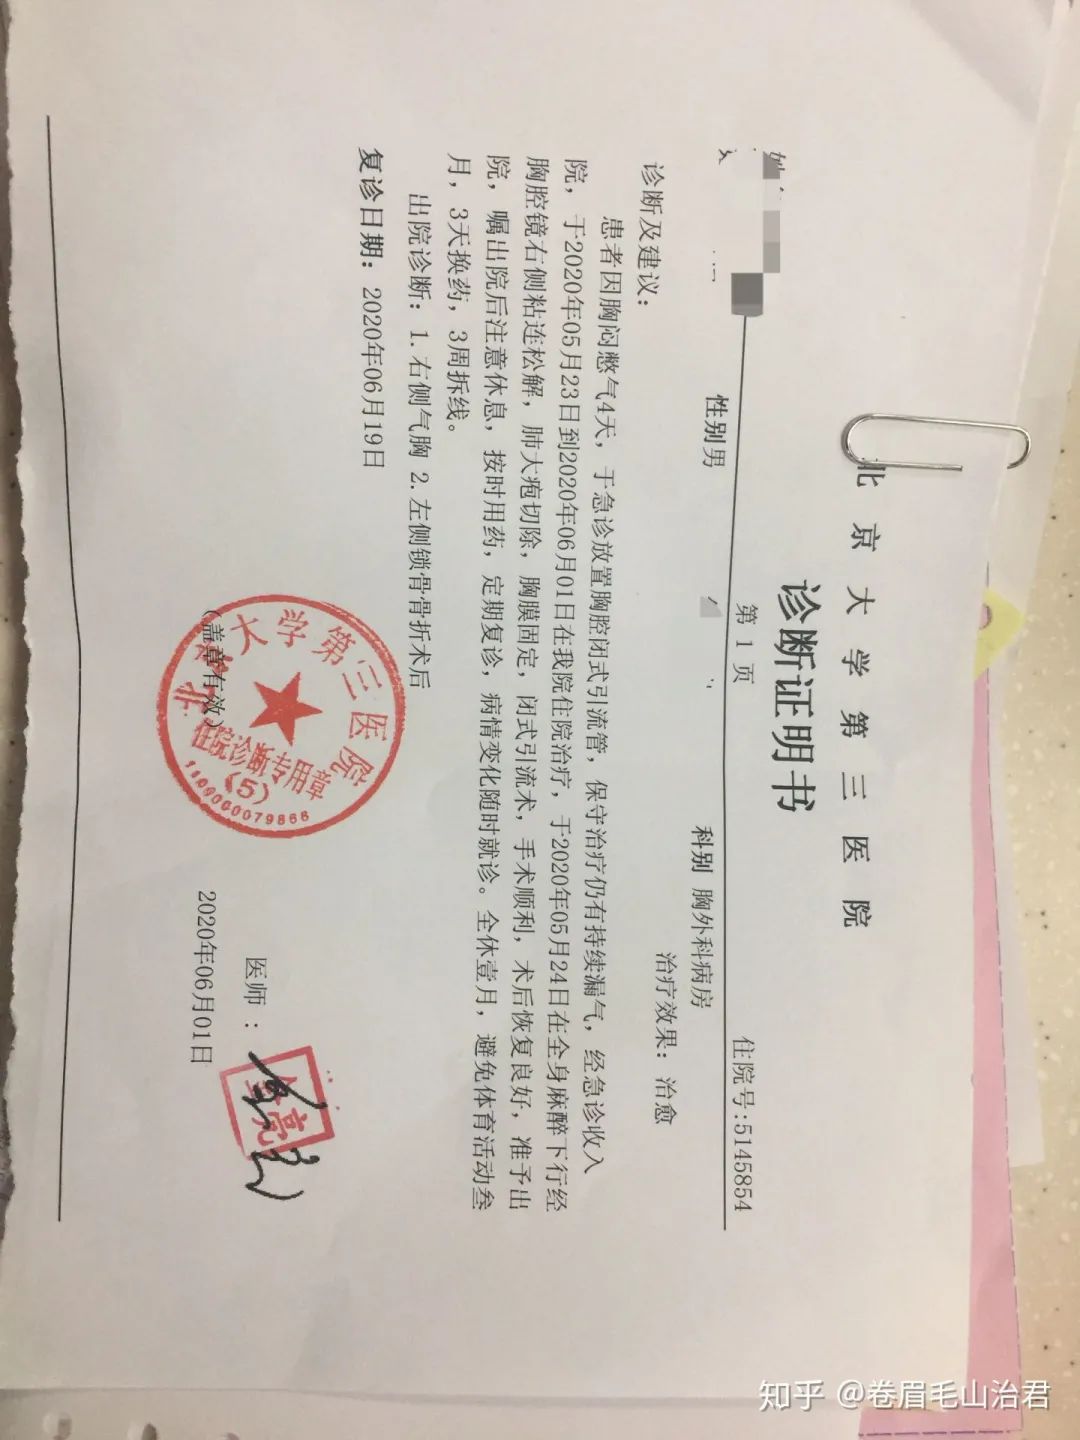 北京大学第三医院
诊断证明书
第 1 页
住院号:5145854
性别男
科别 胸外科病房
诊断及建议：
治疗效果：治愈
患者因胸闷憋气4天，于急诊放置胸腔闭式引流管，保守治疗仍有持续漏气，经急诊收入
院，于2020年05月23日到2020年06月01日在我院住院治疗，于2020年05月24日在全身麻醉下行经
胸腔镜右侧粘连松解，肺大疱切除，胸膜固定，闭式引流术，手术顺利，术后恢复良好，准予出
院，嘱出院后注意休息，按时用药，定期复诊，病情变化随时就诊。全休壹月，避免体育活动叁
月，3天换药，3周拆线。
出院诊断：1.右侧气胸 2.左侧锁骨骨折术后
复诊日期：2020年06月19日
北京大学第三医院
住院诊断专用章
(5)
1100000079866
（盖章有效）
医师：
2020年06月01日
知乎 @卷眉毛山治君